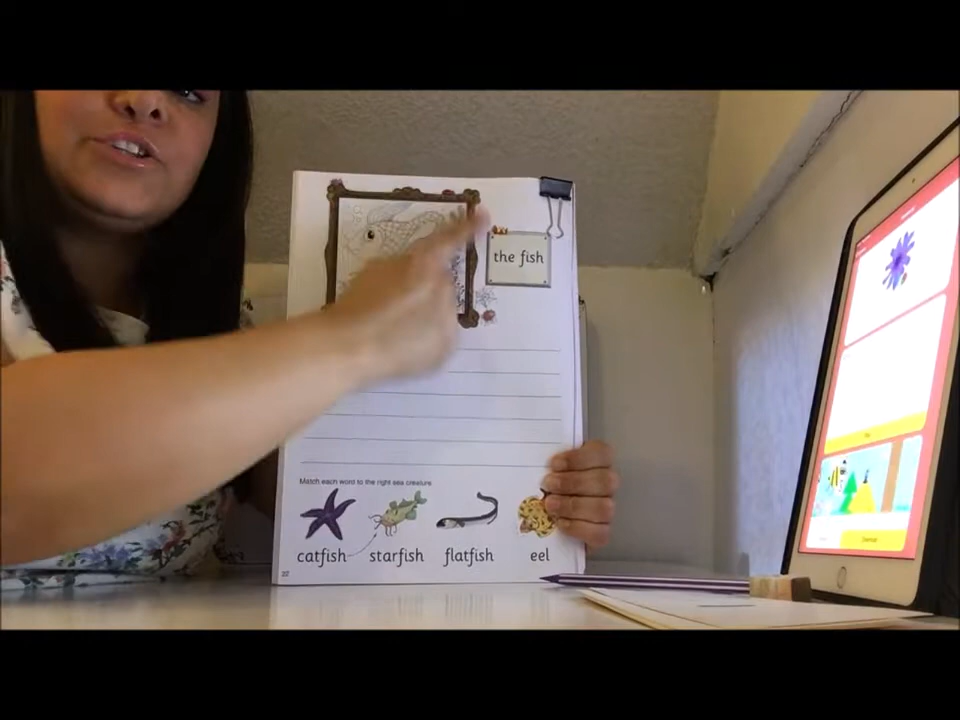 the fish
Match each word to the right sea creature.
catfish starfish flatfish eel